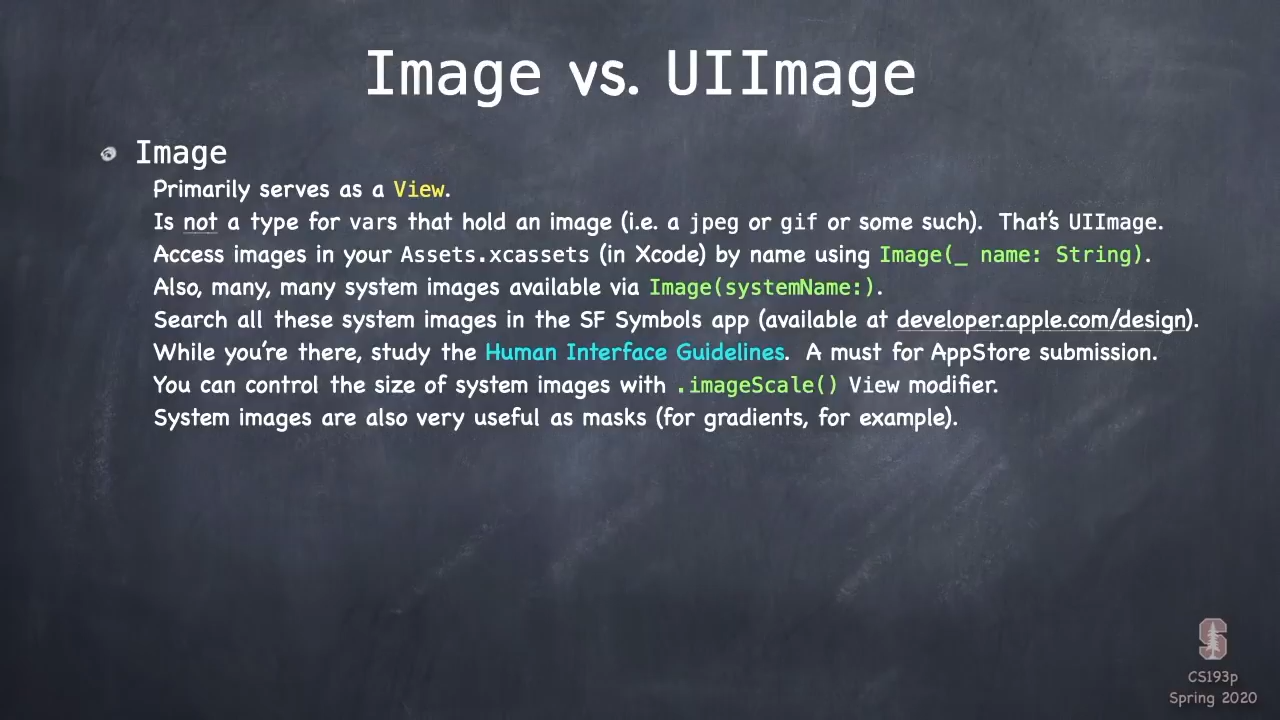 Image vs. UIImage
Image
Primarily serves as a View.
Is not a type for vars that hold an image (i.e. a jpeg or gif or some such).  That's UIImage.
Access images in your Assets.xcassets (in Xcode) by name using Image(_ name: String).
Also, many, many system images available via Image(systemName:).
Search all these system images in the SF Symbols app (available at developer.apple.com/design).
While you're there, study the Human Interface Guidelines.  A must for AppStore submission.
You can control the size of system images with .imageScale() View modifier.
System images are also very useful as masks (for gradients, for example).
S
CS193p
Spring 2020